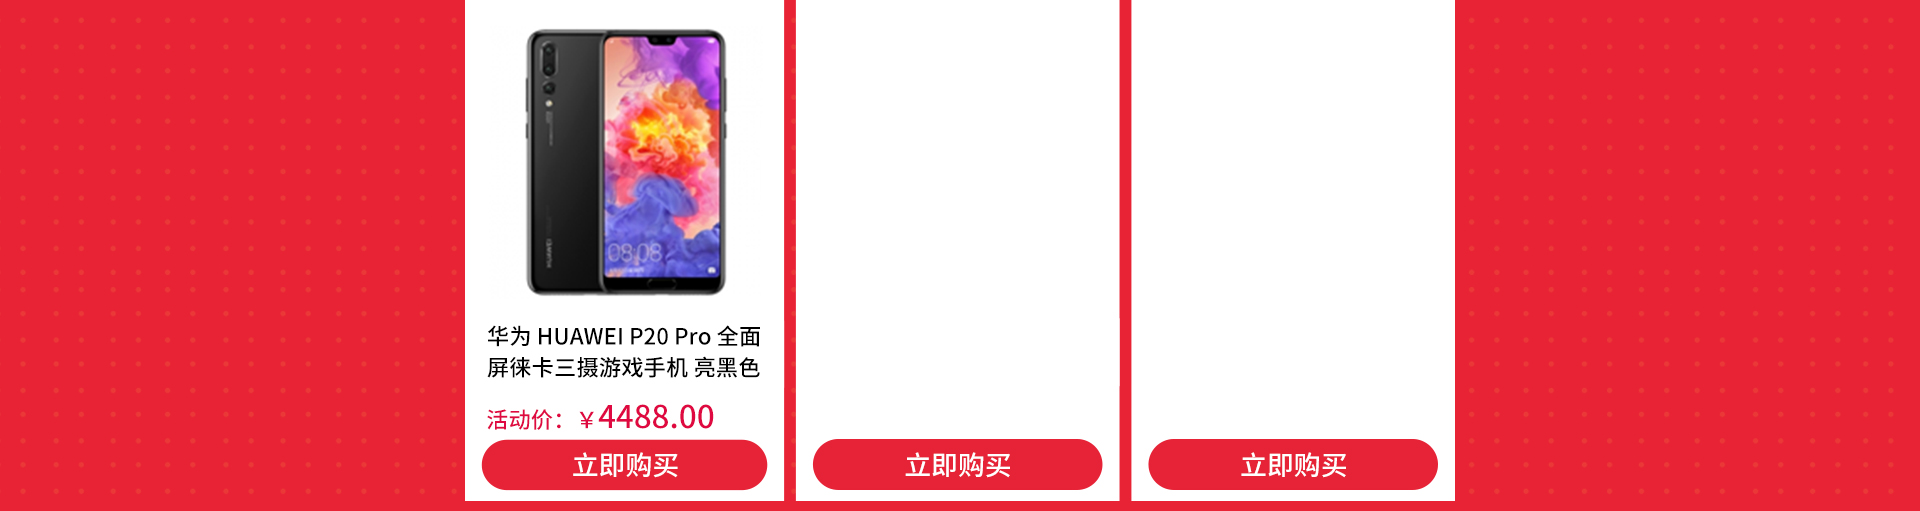 08:08
HUAWEI
华为 HUAWEI P20 Pro 全面
屏徕卡三摄游戏手机 亮黑色
活动价：￥4488.00
立即购买
立即购买
立即购买